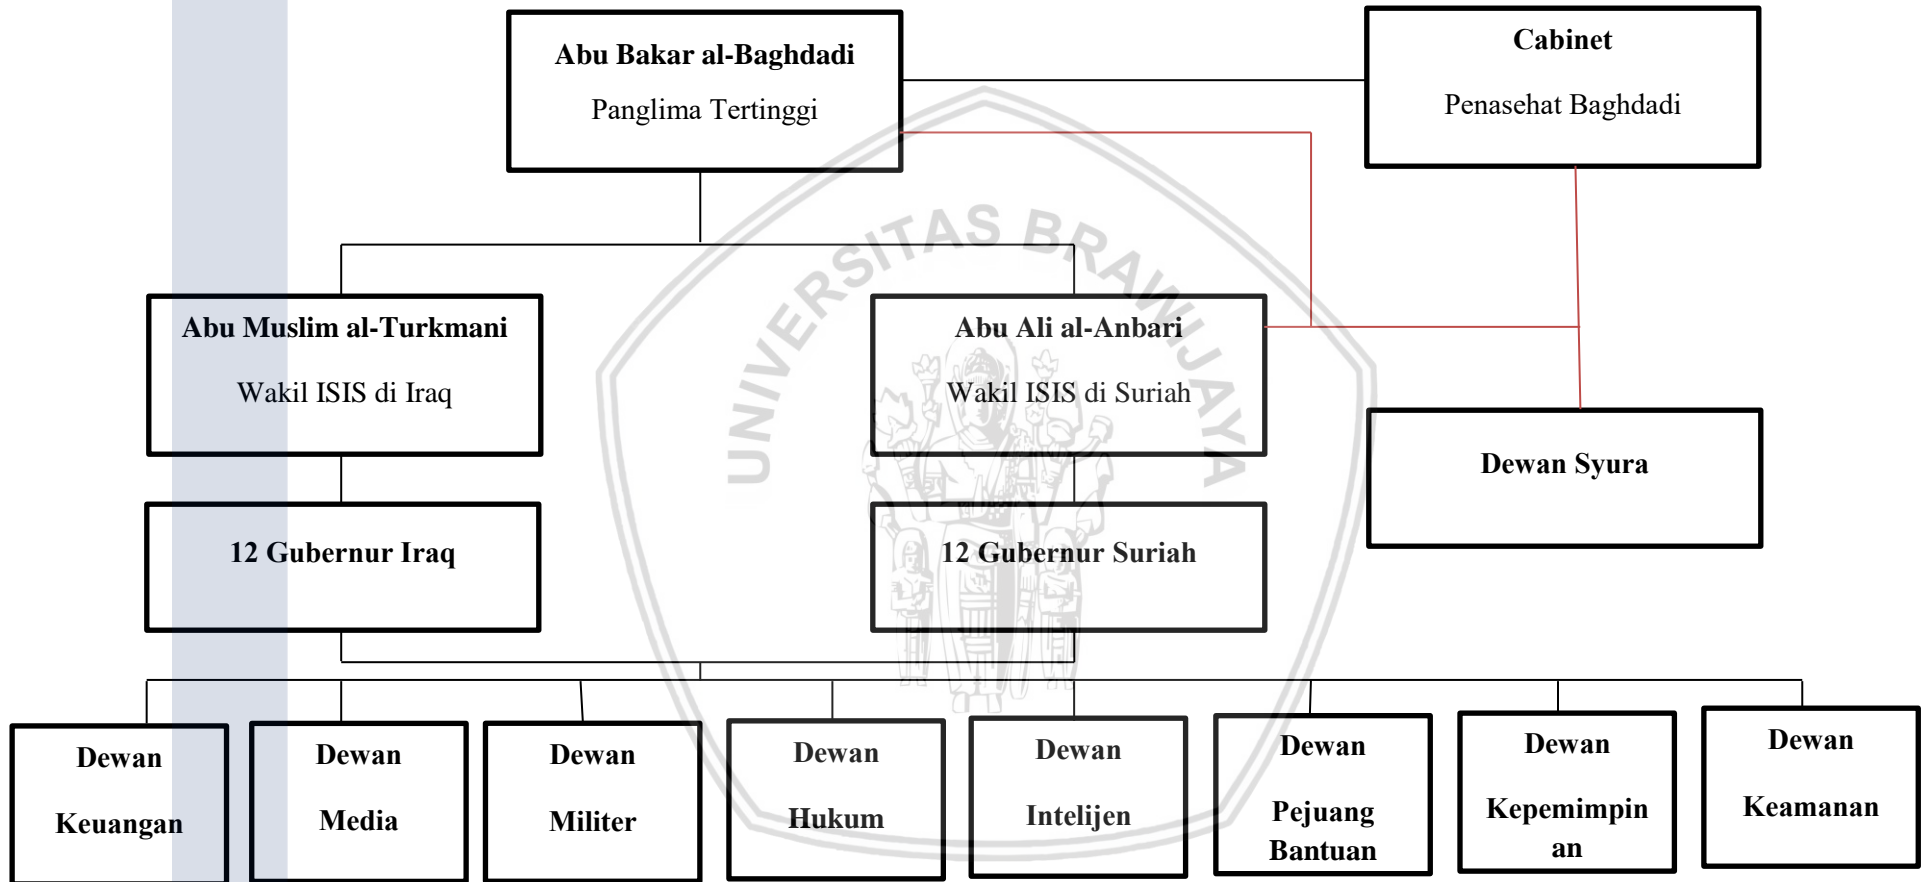 Abu Bakar al-Baghdadi
Panglima Tertinggi
Cabinet
Penasehat Baghdadi
UNIVERSITAS BRAWIJAYA
Abu Muslim al-Turkmani
Wakil ISIS di Iraq
Abu Ali al-Anbari
Wakil ISIS di Suriah
Dewan Syura
12 Gubernur Iraq
12 Gubernur Suriah
Dewan
Keuangan
Dewan
Media
Dewan
Militer
Dewan
Hukum
Dewan
Intelijen
Dewan
Pejuang
Bantuan
Dewan
Kepemimpin
an
Dewan
Keamanan